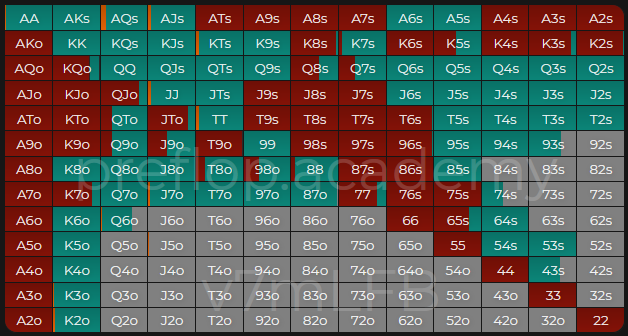 AA AKs AQs AJs ATs A9s A8s A7s A6s A5s A4s A3s A2s
AKo KK KQs KJs KTs K9s K8s K7s K6s K5s K4s K3s K2s
AQo KQo QQ QJs QTs Q9s Q8s Q7s Q6s Q5s Q4s Q3s Q2s
AJo KJo QJo JJ JTs J9s J8s J7s J6s J5s J4s J3s J2s
ATo KTo QTo JTo TT T9s T8s T7s T6s T5s T4s T3s T2s
A9o K9o Q9o J9o T9o 99 98s 97s 96s 95s 94s 93s 92s
A8o K8o Q8o J8o T8o 98o 88 87s 86s 85s 84s 83s 82s
preflop.academy
A7o K7o Q7o J7o T7o 97o 87o 77 76s 75s 74s 73s 72s
A6o K6o Q6o J6o T6o 96o 86o 76o 66 65s 64s 63s 62s
A5o K5o Q5o J5o T5o 95o 85o 75o 65o 55 54s 53s 52s
A4o K4o Q4o J4o T4o 94o 84o 74o 64o 54o 44 43s 42s
v7mLFB
A3o K3o Q3o J3o T3o 93o 83o 73o 63o 53o 43o 33 32s
A2o K2o Q2o J2o T2o 92o 82o 72o 62o 52o 42o 32o 22